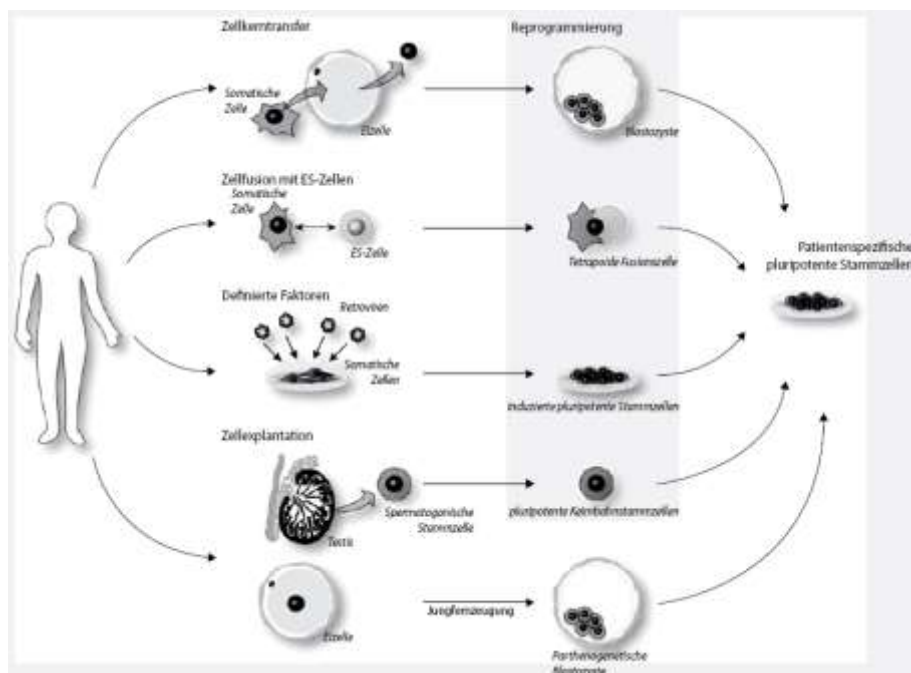 Zellkerntransfer
Reprogrammierung
Somatische
Zelle
Eizelle
Blastozyste
Zellfusion mit ES-Zellen
Somatische
Zelle
ES-Zelle
Tetraploide Fusionszelle
Patientenspezifische
pluripotente Stammzellen
Definierte Faktoren
Retroviren
Somatische
Zellen
Induzierte pluripotente Stammzellen
Zellexplantation
Spermatogonische
Stammzelle
Testis
pluripotente Keimbahnstammzellen
Jungfernzeugung
Eizelle
Parthenogenetische
Blastozyste